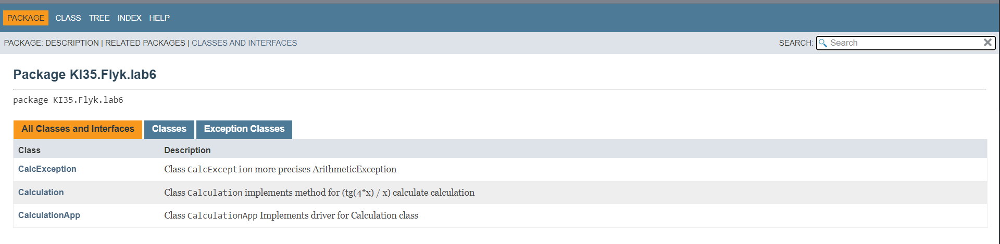 PACKAGE CLASS TREE INDEX HELP
PACKAGE: DESCRIPTION | RELATED PACKAGES | CLASSES AND INTERFACES SEARCH: Search
Package KI35.Flyk.lab6
package KI35.Flyk.lab6
All Classes and Interfaces Classes Exception Classes
Class Description
CalcException Class CalcException more precises ArithmeticException
Calculation Class Calculation implements method for (tg(4*x) / x) calculate calculation
CalculationApp Class CalculationApp Implements driver for Calculation class